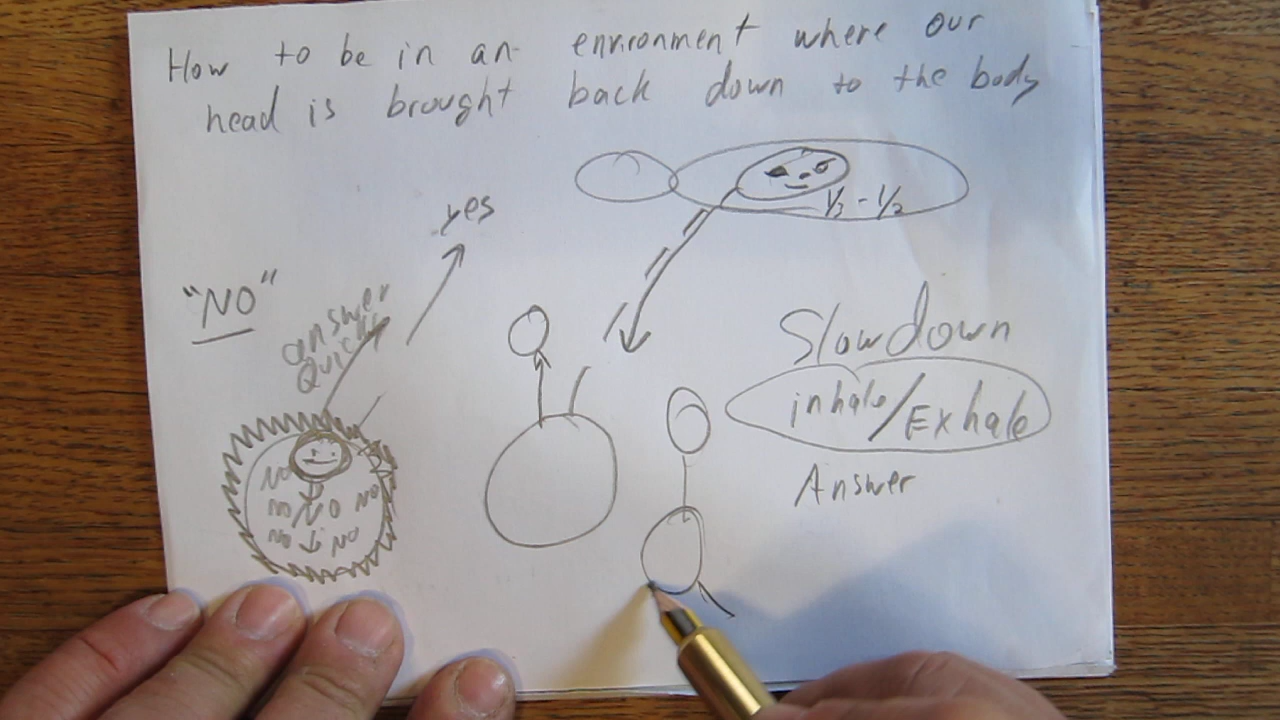 How to be in an environment where our
head is brought back down to the body
1/3 - 1/2
yes
"NO"
answer
Quickly
Slowdown
inhale/Exhale
Answer
NO
NO NO NO
NO NO